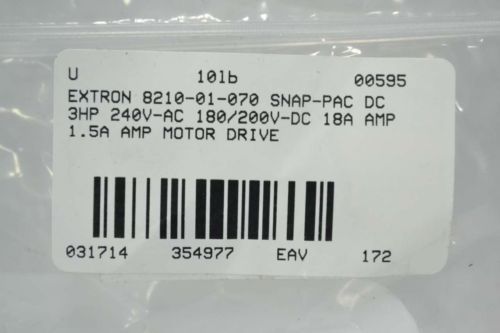 U 10lb 00595
EXTRON 8210-01-070 SNAP-PAC DC
3HP 240V-AC 180/200V-DC 18A AMP
1.5A AMP MOTOR DRIVE
031714 354977 EAV 172